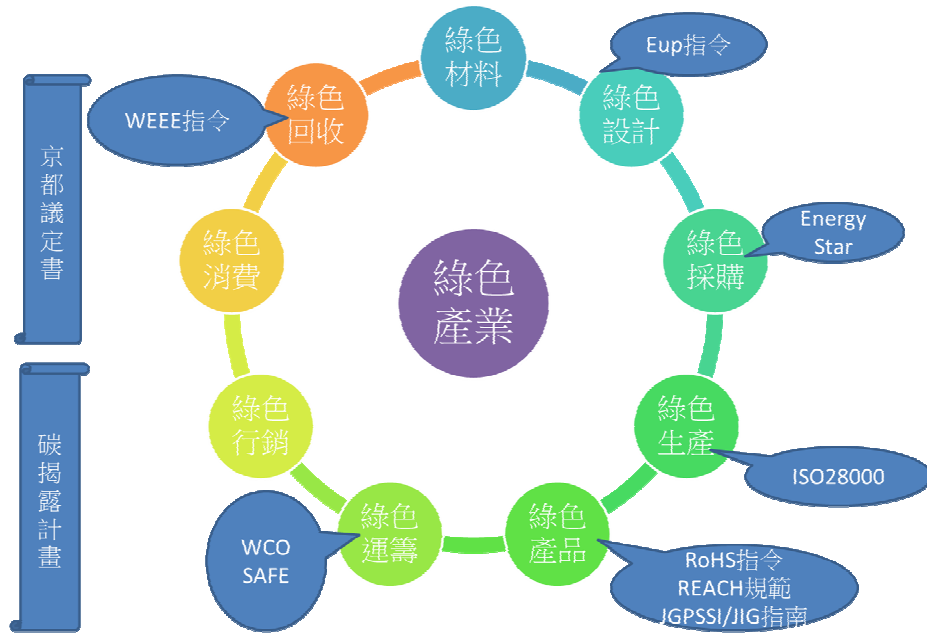 綠色
材料
Eup指令
綠色
設計
Energy
Star
綠色
採購
ISO28000
綠色
生產
RoHS指令
REACH規範
JGPSSI/JIG指南
綠色
產品
WCO
SAFE
綠色
運籌
綠色
行銷
綠色
消費
WEEE指令
綠色
回收
綠色
產業
京都議定書
碳揭露計畫